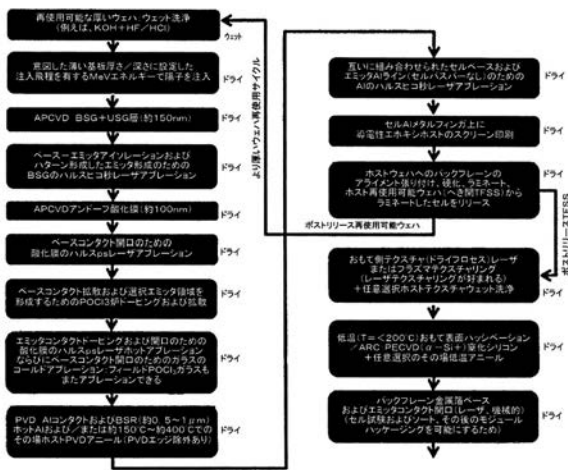 再使用可能な厚いウェハ:ウェット洗浄
(例えば、KOH+HF/HCl)
ウェット
意図した薄い基板厚さ/深さに設定した
注入飛程を有するMeVエネルギーで陽子を注入
ドライ
APCVD BSG+USG層(約150nm)
ドライ
ベース-エミッタアイソレーションおよび
パターン形成したエミッタ形成のための
BSGのパルスピコ秒レーザアブレーション
ドライ
APCVDアンドープ酸化膜(約100nm)
ドライ
ベースコンタクト開口のための
酸化膜のパルスpsレーザアブレーション
ドライ
ベースコンタクト拡散および選択エミッタ領域を
形成するためのPOCl3炉ドーピングおよび拡散
ドライ
エミッタコンタクトドーピングおよび開口のための
酸化膜のパルスpsレーザホットアブレーション
ならびにベースコンタクト開口のためのガラスの
コールドアブレーション:フィールドPOCl₃ガラスも
またアブレーションできる
ドライ
PVD AlコンタクトおよびBSR(約0.5~1μm)
ホットAlおよび/または約150℃~約400℃での
その場ポストPVDアニール(PVDエッジ除外あり)
ドライ
より厚いウェハ再使用サイクル
互いに組み合わせられたセルベースおよび
エミッタAlライン(セルバスバーなし)のための
Alのパルスピコ秒レーザアブレーション
ドライ
セルAlメタルフィンガ上に
導電性エポキシポストのスクリーン印刷
ドライ
ホストウェハへのバックプレーンの
アライメント張り付け、硬化、ラミネート、
ホスト再使用可能ウェハ(へき開TFSS)から
ラミネートしたセルをリリース
ドライ
ポストリリース再使用可能ウェハ
ポストリリースTFSS
おもて側テクスチャ(ドライプロセス)レーザ
またはプラズマテクスチャリング
(レーザテクスチャリングが好まれる)
+任意選択ポストテクスチャウェット洗浄
ドライ
低温(T=<200℃)おもて表面パッシベーション
/ARC PECVD(α-Si+)窒化シリコン
+任意選択のその場低温アニール
ドライ
バックプレーン金属箔ベース
およびエミッタコンタクト開口(レーザ、機械的)
(セル試験およびソート、その後のモジュール
パッケージングを可能にするため)
ドライ